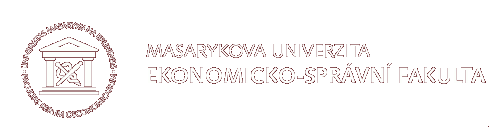 MASARYKOVA UNIVERZITA
EKONOMICKO-SPRÁVNÍ FAKULTA